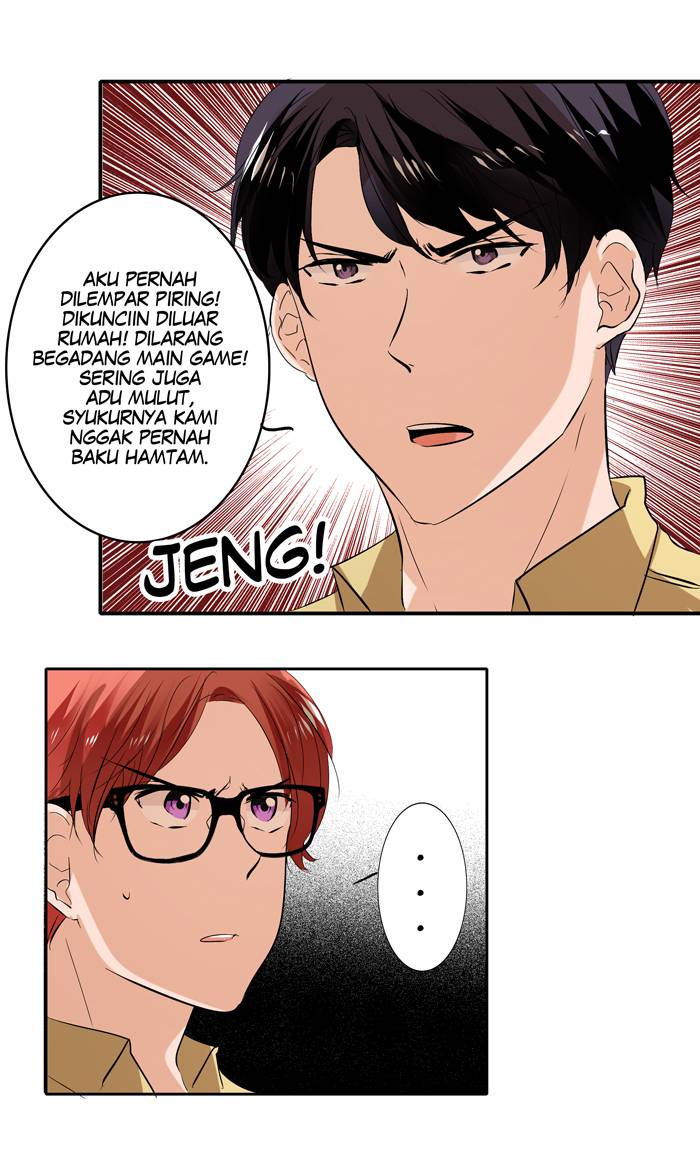 AKU PERNAH
DILEMPAR PIRING!
DIKUNCIIN DILUAR
RUMAH! DILARANG
BEGADANG MAIN GAME!
SERING JUGA
ADU MULUT,
SYUKURNYA KAMI
NGGAK PERNAH
BAKU HAMTAM.
JENG!
...